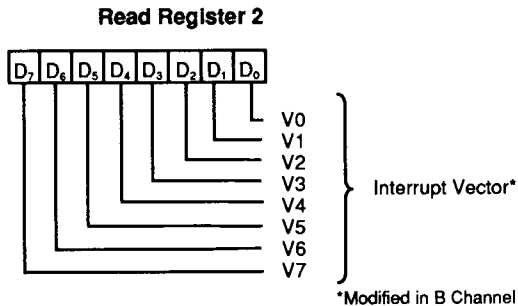 Read Register 2
D7 D6 D5 D4 D3 D2 D1 D0
V0
V1
V2
V3
V4
V5
V6
V7
Interrupt Vector*
*Modified in B Channel